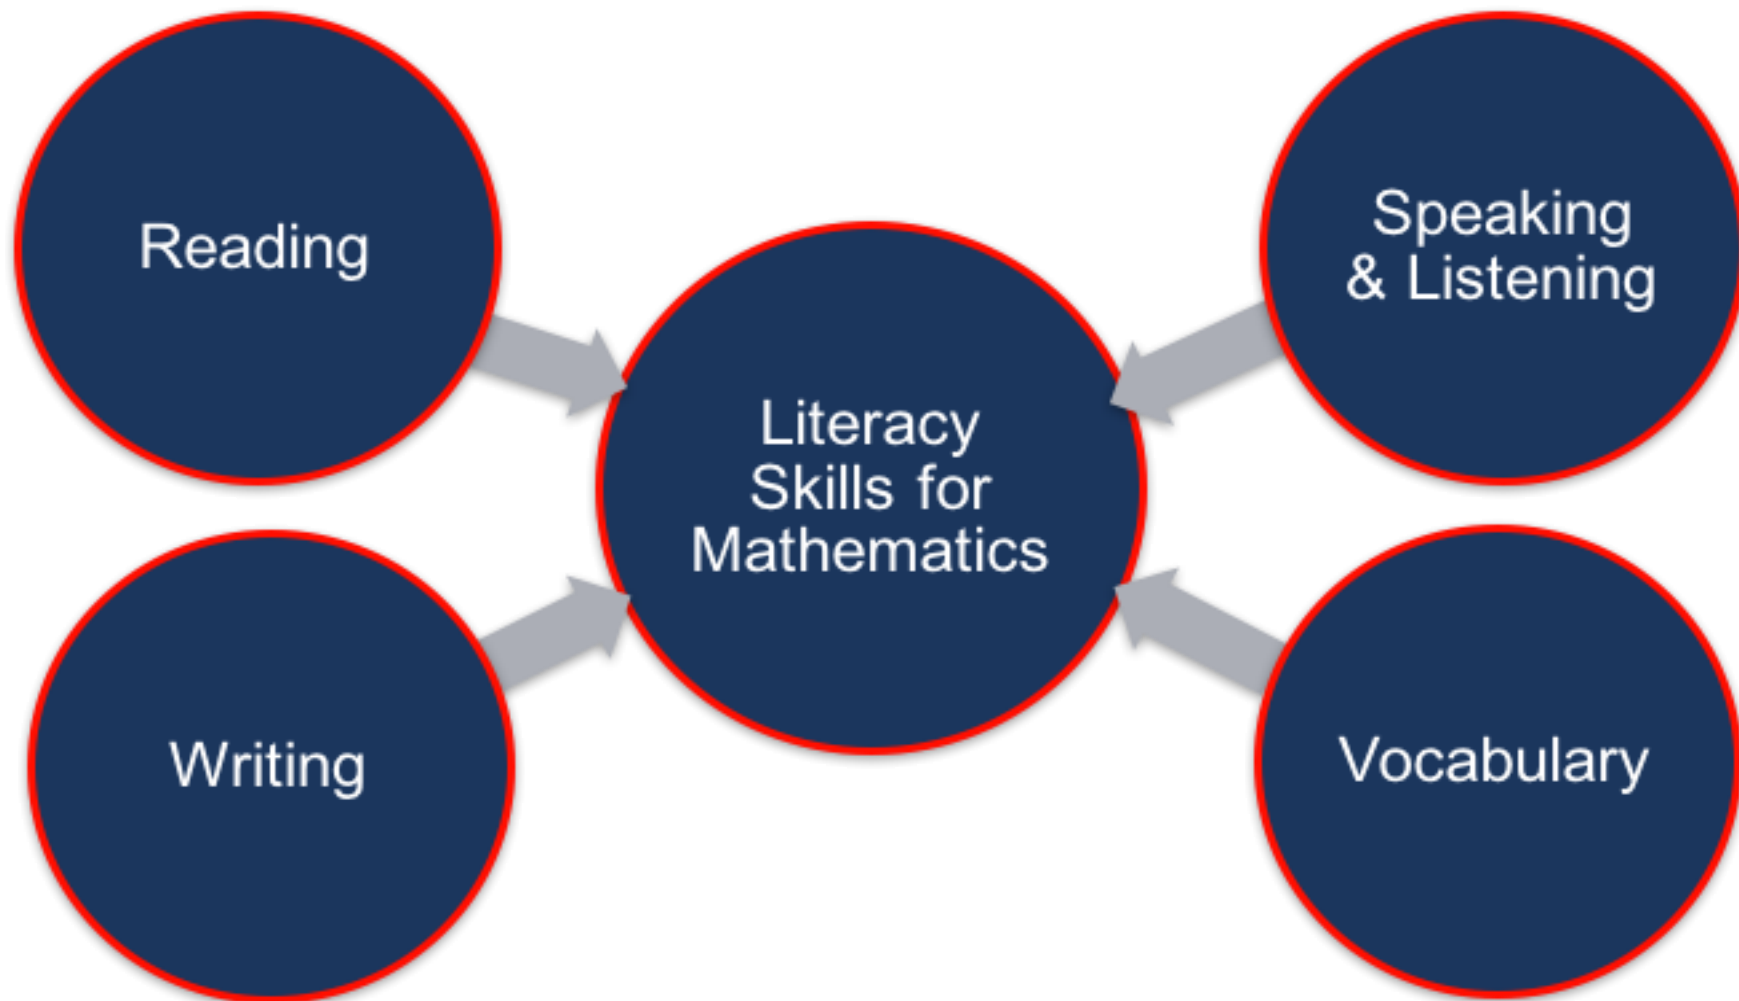 Reading
Speaking
& Listening
Literacy
Skills for
Mathematics
Writing
Vocabulary